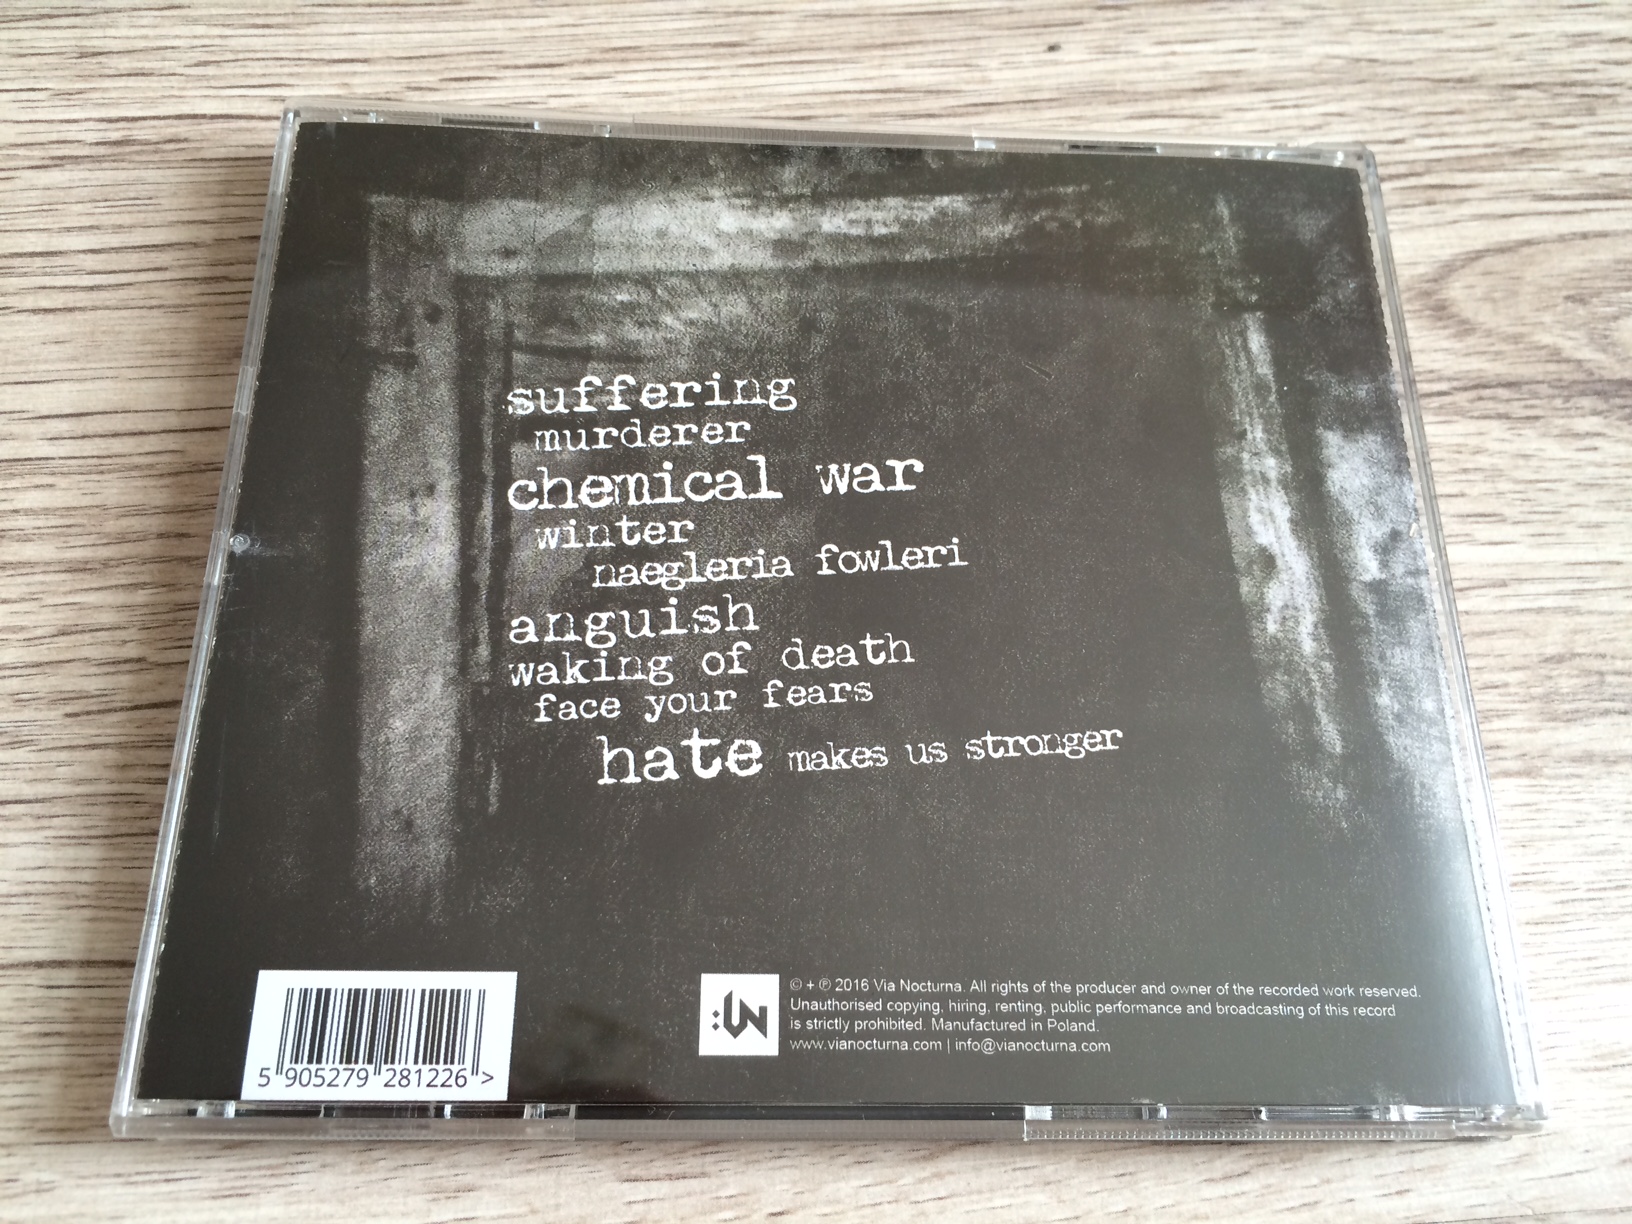 suffering
murderer
chemical war
winter
naegleria fowleri
anguish
waking of death
face your fears
hate makes us stronger
5 905279 281226 >
:VN
© + ℗ 2016 Via Nocturna. All rights of the producer and owner of the recorded work reserved.
Unauthorised copying, hiring, renting, public performance and broadcasting of this record
is strictly prohibited. Manufactured in Poland.
www.vianocturna.com | info@vianocturna.com